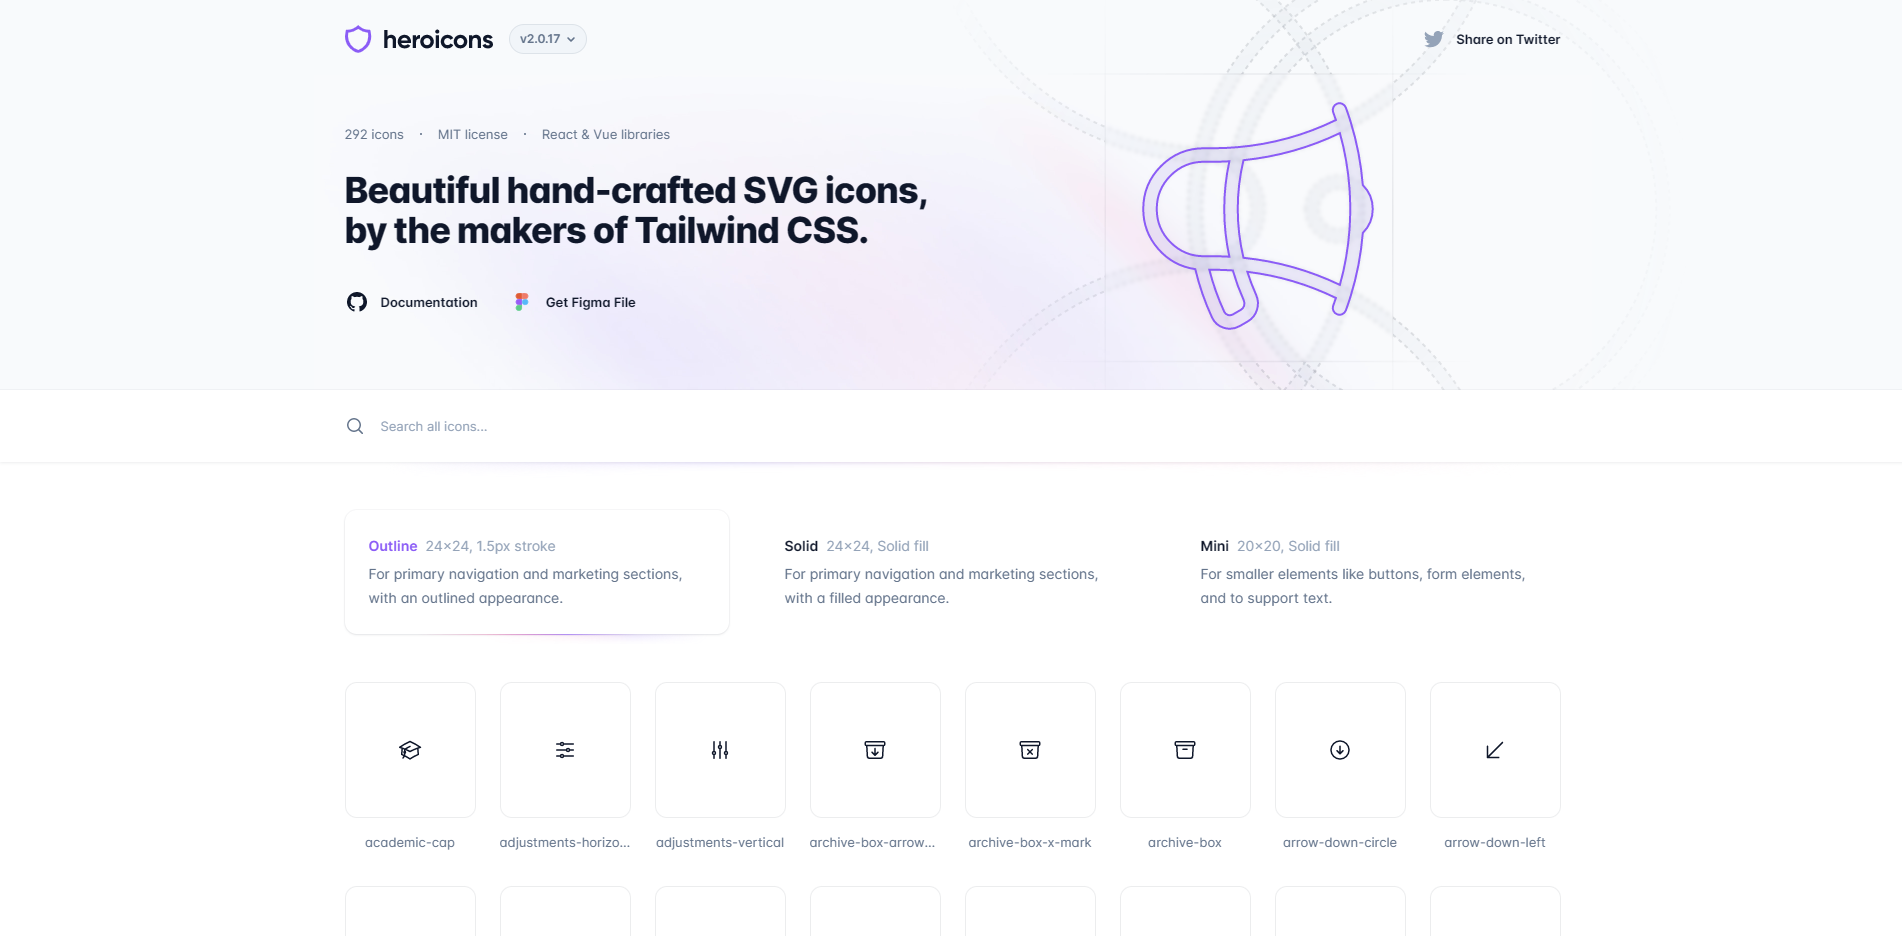 heroicons
v2.0.17
Share on Twitter
292 icons · MIT license · React & Vue libraries
Beautiful hand-crafted SVG icons,
by the makers of Tailwind CSS.
Documentation
Get Figma File
Search all icons...
Outline 24×24, 1.5px stroke
For primary navigation and marketing sections,
with an outlined appearance.
Solid 24×24, Solid fill
For primary navigation and marketing sections,
with a filled appearance.
Mini 20×20, Solid fill
For smaller elements like buttons, form elements,
and to support text.
academic-cap
adjustments-horizo...
adjustments-vertical
archive-box-arrow...
archive-box-x-mark
archive-box
arrow-down-circle
arrow-down-left